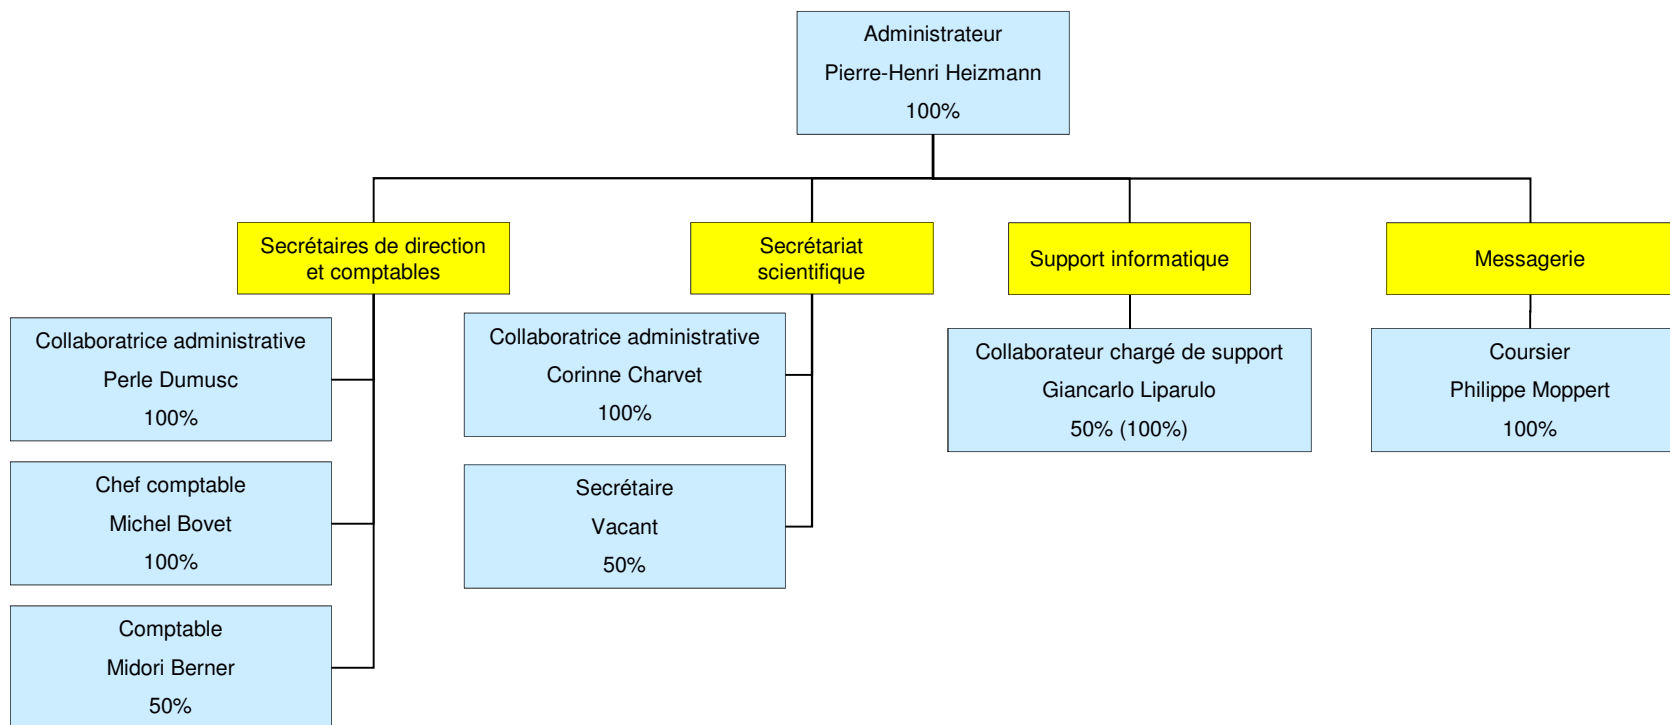 Administrateur
Pierre-Henri Heizmann
100%
Secrétaires de direction
et comptables
Secrétariat
scientifique
Support informatique
Messagerie
Collaboratrice administrative
Perle Dumusc
100%
Chef comptable
Michel Bovet
100%
Comptable
Midori Berner
50%
Collaboratrice administrative
Corinne Charvet
100%
Secrétaire
Vacant
50%
Collaborateur chargé de support
Giancarlo Liparulo
50% (100%)
Coursier
Philippe Moppert
100%